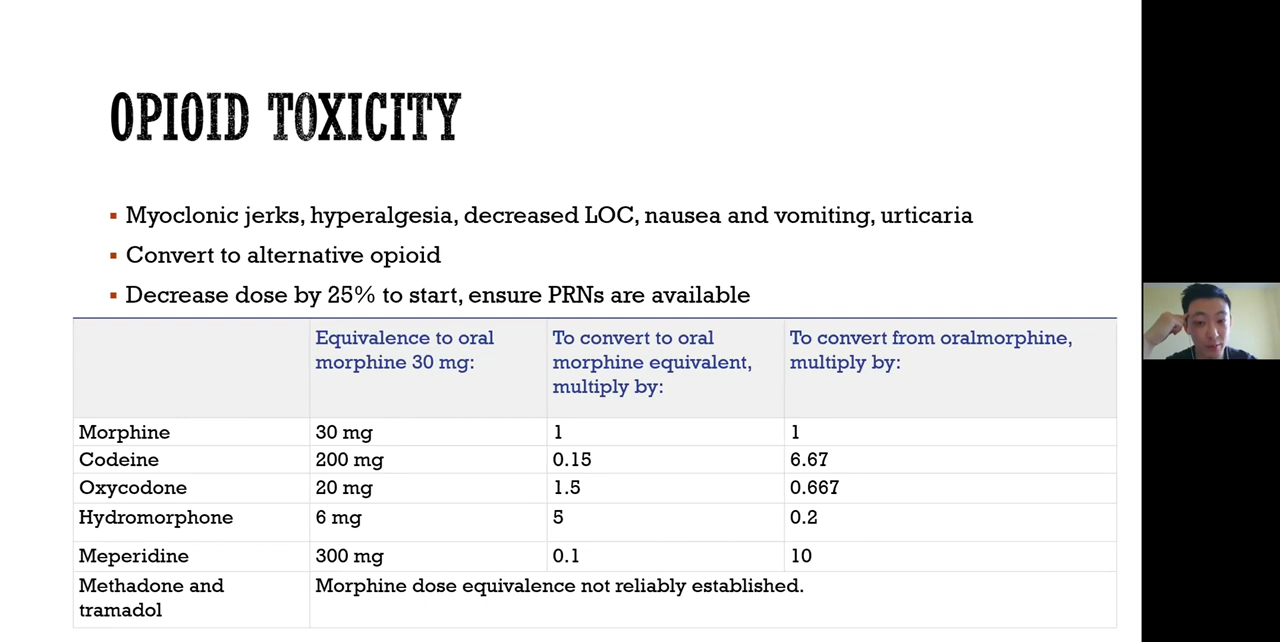 OPIOID TOXICITY
▪ Myoclonic jerks, hyperalgesia, decreased LOC, nausea and vomiting, urticaria
▪ Convert to alternative opioid
▪ Decrease dose by 25% to start, ensure PRNs are available
Equivalence to oral
morphine 30 mg:
To convert to oral
morphine equivalent,
multiply by:
To convert from oralmorphine,
multiply by:
Morphine 30 mg 1 1
Codeine 200 mg 0.15 6.67
Oxycodone 20 mg 1.5 0.667
Hydromorphone 6 mg 5 0.2
Meperidine 300 mg 0.1 10
Methadone and
tramadol
Morphine dose equivalence not reliably established.